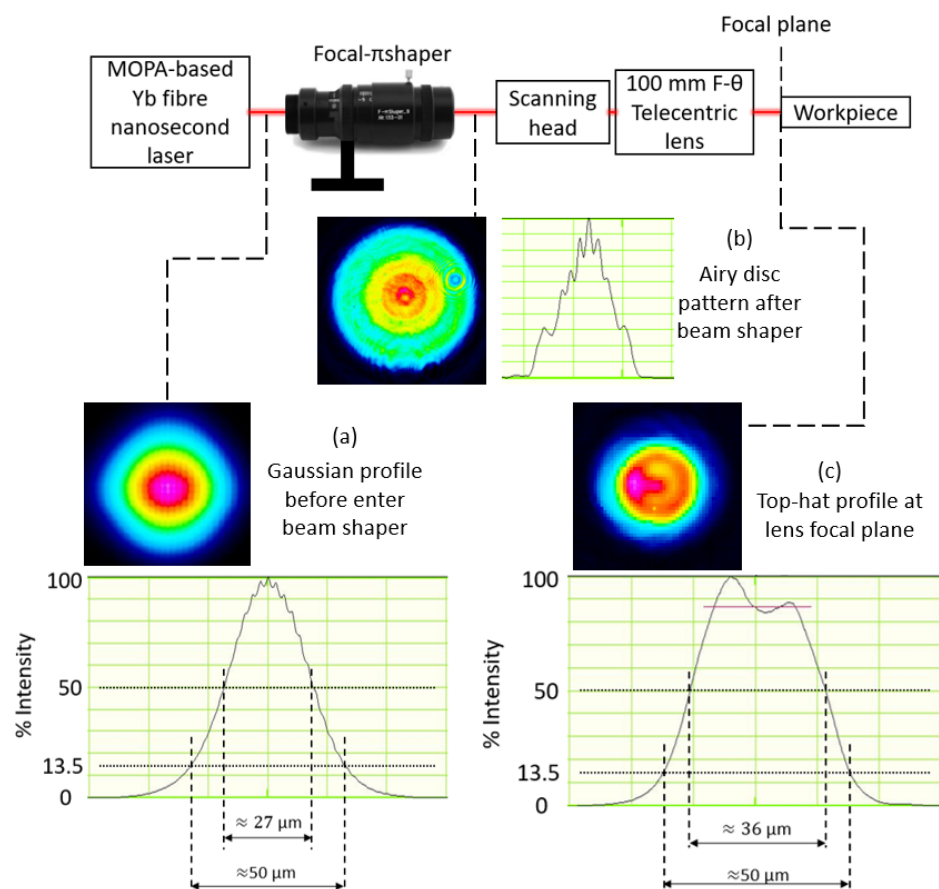 Focal plane
Focal-πshaper
MOPA-based
Yb fibre
nanosecond
laser
Scanning
head
100 mm F-θ
Telecentric
lens
Workpiece
(b)
Airy disc
pattern after
beam shaper
(a)
Gaussian profile
before enter
beam shaper
(c)
Top-hat profile at
lens focal plane
% Intensity
100
50
13.5
0
≈ 27 µm
≈50 µm
% Intensity
100
50
13.5
0
≈ 36 µm
≈50 µm